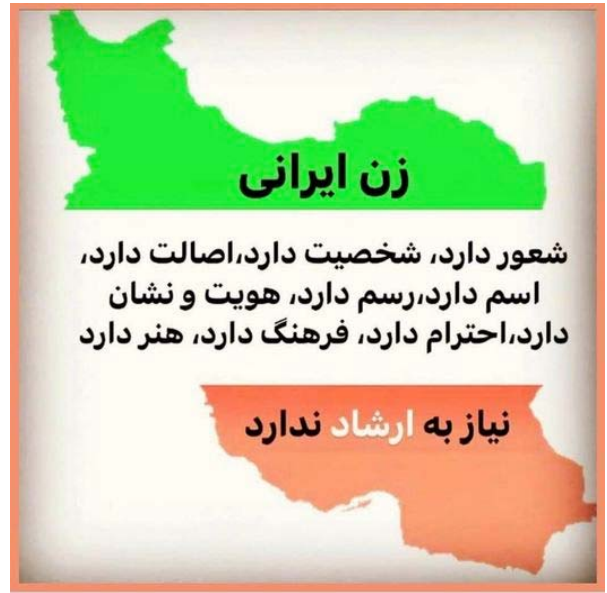 زن ایرانی
شعور دارد، شخصیت دارد،اصالت دارد،
اسم دارد،رسم دارد، هویت و نشان
دارد،احترام دارد، فرهنگ دارد، هنر دارد
نیاز به ارشاد ندارد